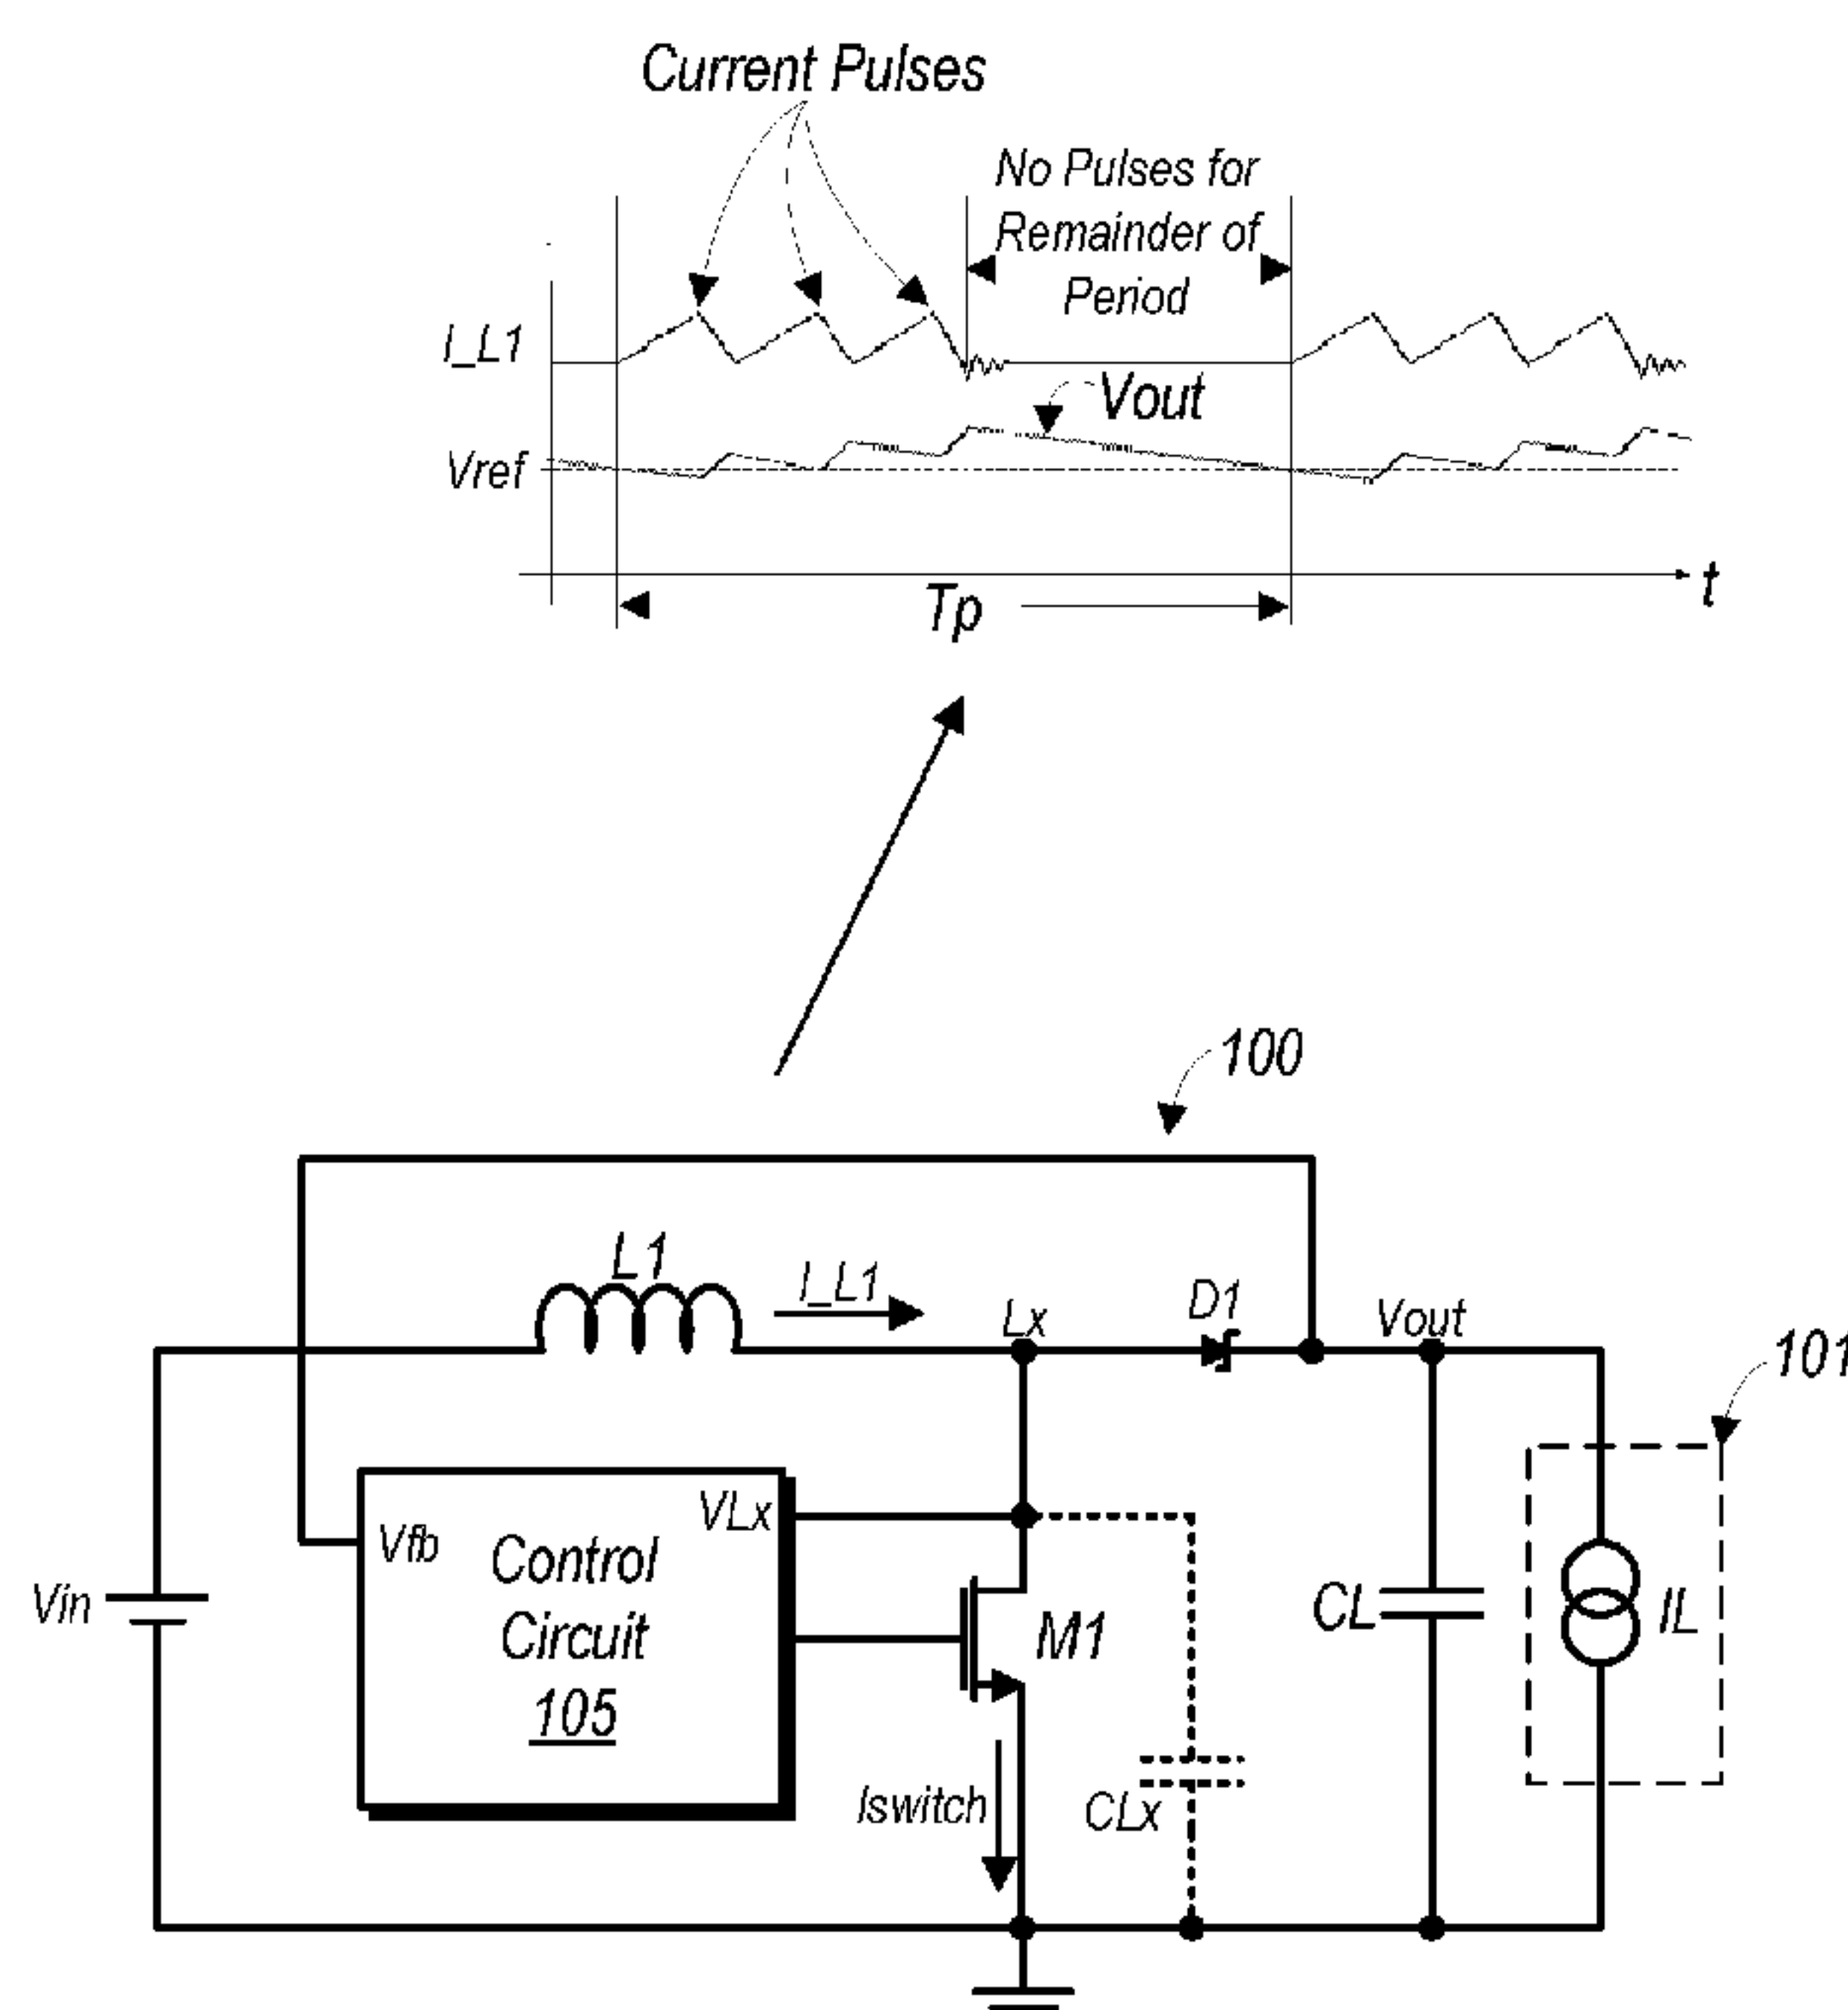 Current Pulses
No Pulses for
Remainder of
Period
I_L1
Vout
Vref
Tp
t
100
L1
I_L1
Lx
D1
Vout
101
VLx
Vfb
Control
Circuit
105
Vin
M1
CL
IL
Iswitch
CLx